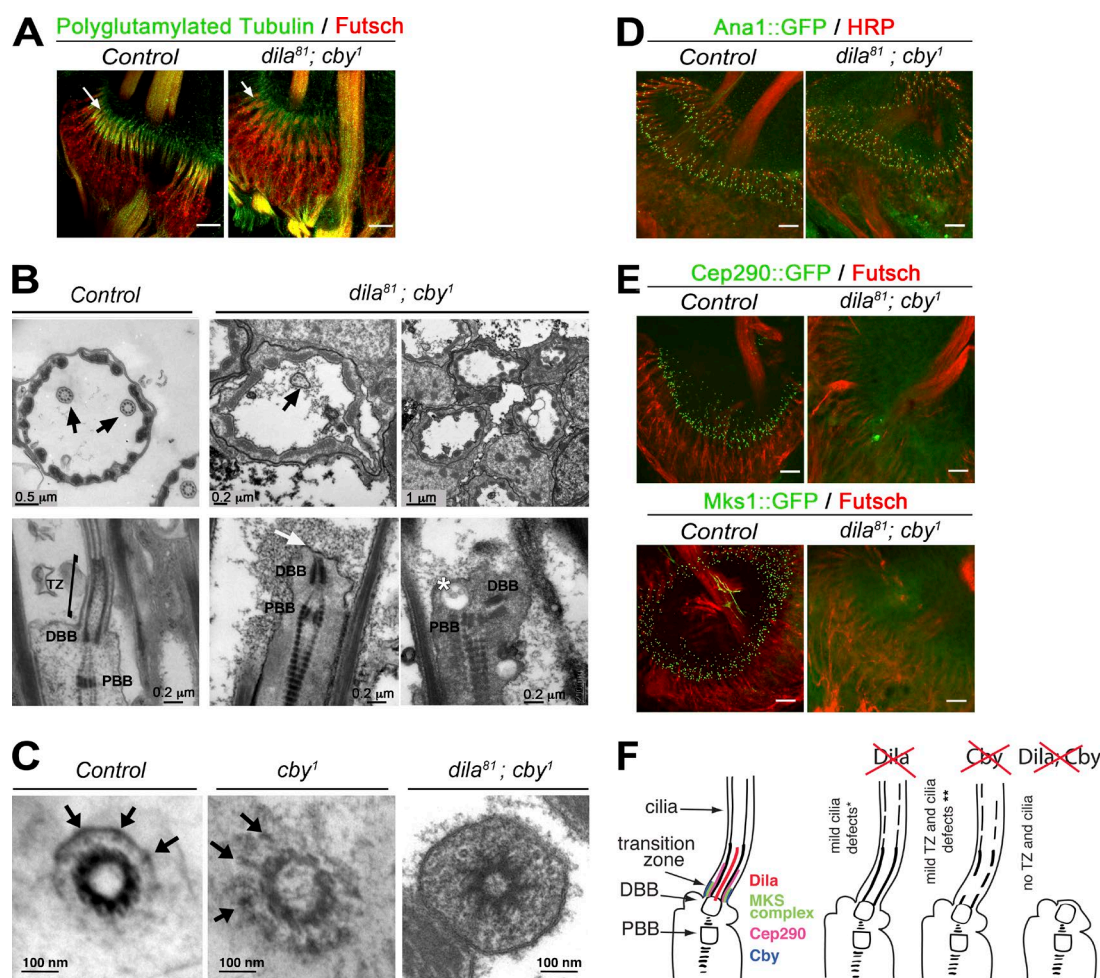 A
Polyglutamylated Tubulin / Futsch
Control
dila⁸¹; cby¹
B
Control
dila⁸¹ ; cby¹
0.5 μm
0.2 μm
1 μm
TZ
DBB
PBB
0.2 μm
DBB
PBB
0.2 μm
*
DBB
PBB
0.2 μm
C
Control
cby¹
dila⁸¹ ; cby¹
100 nm
100 nm
100 nm
D
Ana1::GFP / HRP
Control
dila⁸¹ ; cby¹
E
Cep290::GFP / Futsch
Control
dila⁸¹; cby¹
Mks1::GFP / Futsch
Control
dila⁸¹; cby¹
F
Dila
Cby
Dila; Cby
cilia
transition
zone
DBB
PBB
Dila
MKS
complex
Cep290
Cby
mild cilia
defects*
mild TZ and cilia
defects **
no TZ and cilia